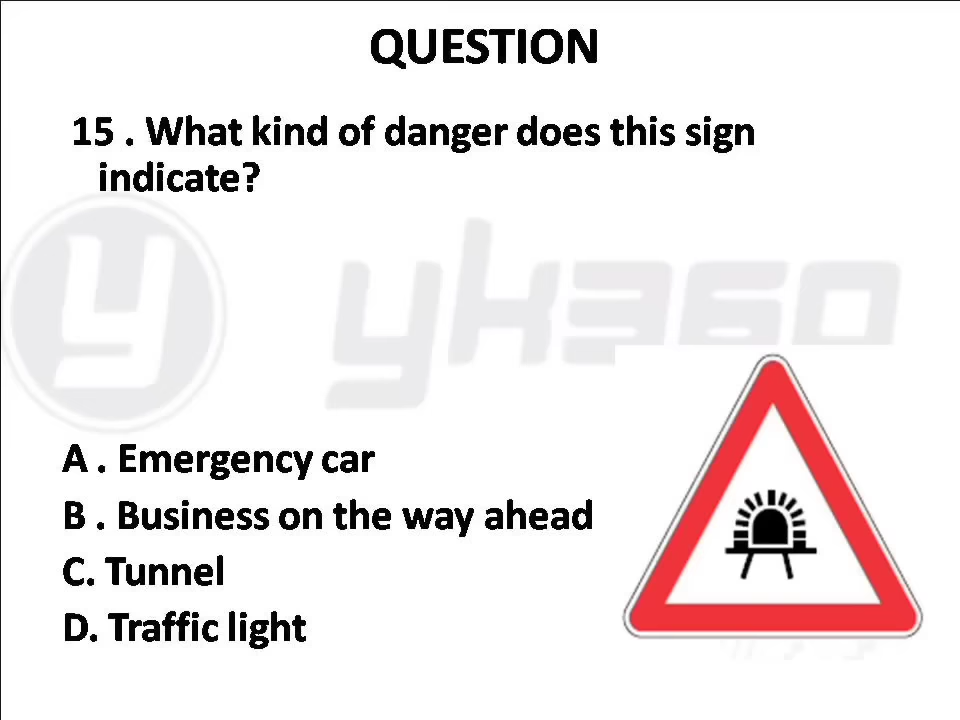 QUESTION
15 . What kind of danger does this sign
indicate?
yk360
A . Emergency car
B . Business on the way ahead
C. Tunnel
D. Traffic light